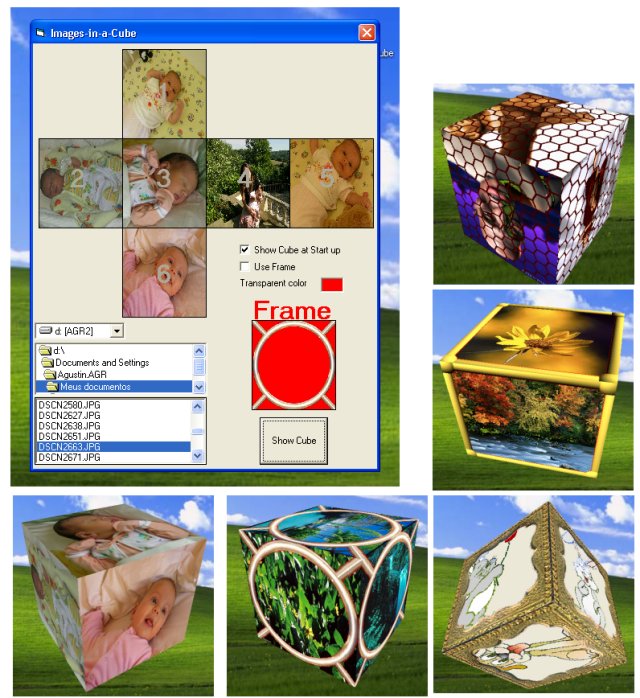 Images-in-a-Cube
ube
2
3
4
5
Show Cube at Start up
Use Frame
Transparent color
Frame
d: [AGR2]
d:\
Documents and Settings
Agustin.AGR
Meus documentos
DSCN2580.JPG
DSCN2627.JPG
DSCN2638.JPG
DSCN2651.JPG
DSCN2663.JPG
DSCN2671.JPG
Show Cube